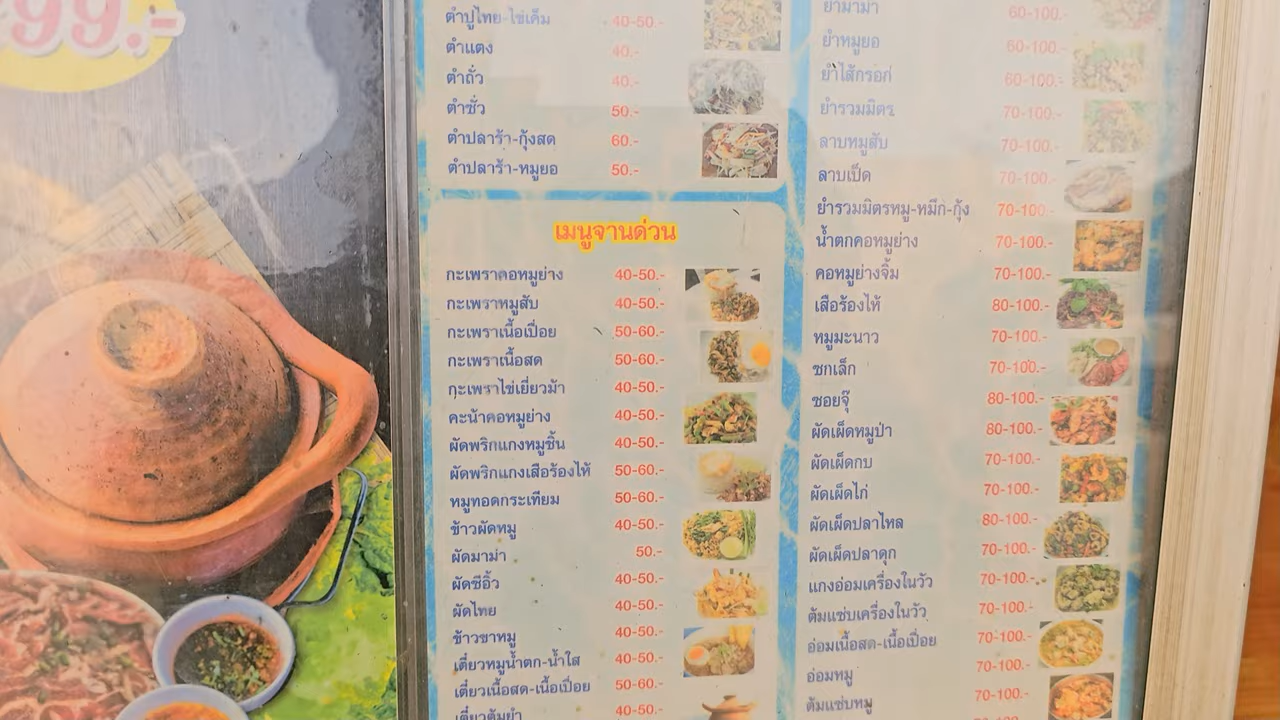 99.-
ตำปูไทย-ไข่เค็ม 40-50.-
ตำแตง 40.-
ตำถั่ว 40.-
ตำซั่ว 50.-
ตำปลาร้า-กุ้งสด 60.-
ตำปลาร้า-หมูยอ 50.-
เมนูจานด่วน
กะเพราคอหมูย่าง 40-50.-
กะเพราหมูสับ 40-50.-
กะเพราเนื้อเปื่อย 50-60.-
กะเพราเนื้อสด 50-60.-
กะเพราไข่เยี่ยวม้า 40-50.-
คะน้าคอหมูย่าง 40-50.-
ผัดพริกแกงหมูชิ้น 40-50.-
ผัดพริกแกงเสือร้องไห้ 50-60.-
หมูทอดกระเทียม 50-60.-
ข้าวผัดหมู 40-50.-
ผัดมาม่า 50.-
ผัดซีอิ้ว 40-50.-
ผัดไทย 40-50.-
ข้าวขาหมู 40-50.-
เตี๋ยวหมูน้ำตก-น้ำใส 40-50.-
เตี๋ยวเนื้อสด-เนื้อเปื่อย 50-60.-
เตี๋ยวต้มยำ 40-50.-
ยำมาม่า 60-100.-
ยำหมูยอ 60-100.-
ยำไส้กรอก 60-100.-
ยำรวมมิตร 70-100.-
ลาบหมูสับ 70-100.-
ลาบเป็ด 70-100.-
ยำรวมมิตรหมู-หมึก-กุ้ง 70-100.-
น้ำตกคอหมูย่าง 70-100.-
คอหมูย่างจิ้ม 70-100.-
เสือร้องไห้ 80-100.-
หมูมะนาว 70-100.-
ซกเล็ก 70-100.-
ซอยจุ๊ 80-100.-
ผัดเผ็ดหมูป่า 80-100.-
ผัดเผ็ดกบ 70-100.-
ผัดเผ็ดไก่ 70-100.-
ผัดเผ็ดปลาไหล 80-100.-
ผัดเผ็ดปลาดุก 70-100.-
แกงอ่อมเครื่องในวัว 70-100.-
ต้มแซ่บเครื่องในวัว 70-100.-
อ่อมเนื้อสด-เนื้อเปื่อย 70-100.-
อ่อมหมู 70-100.-
ต้มแซ่บหมู 70-100.-